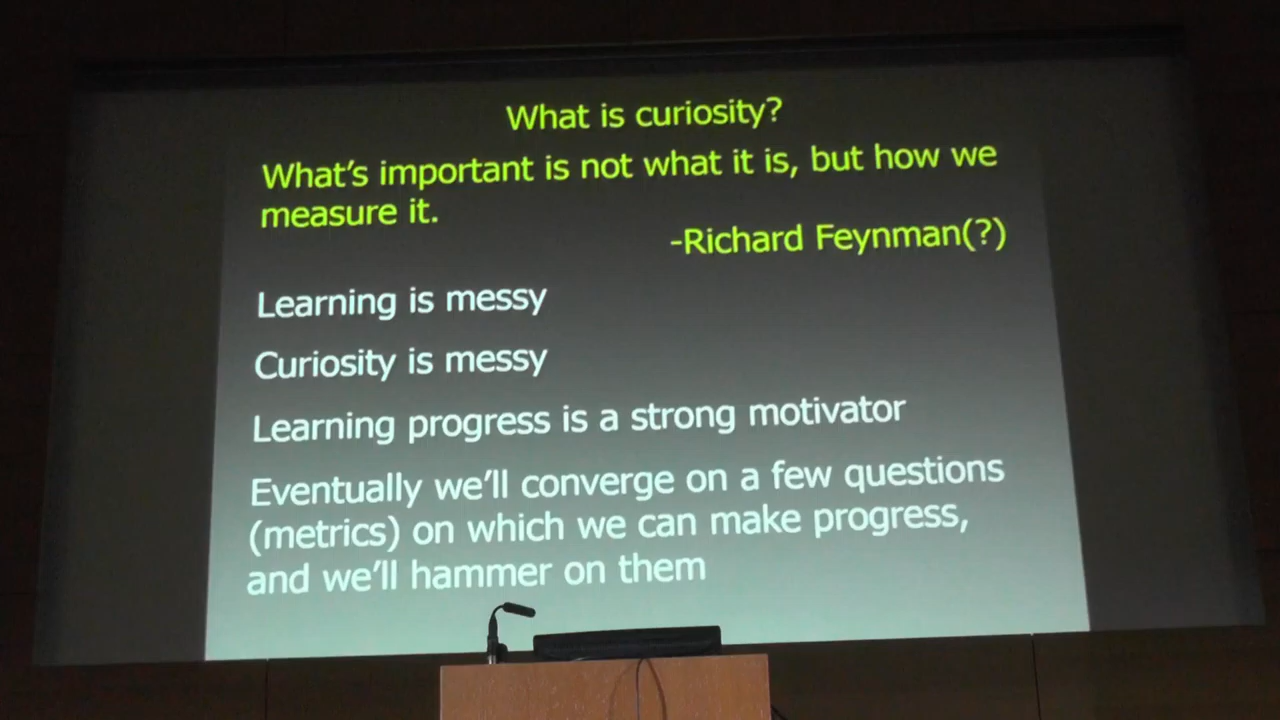 What is curiosity?
What's important is not what it is, but how we
measure it.
-Richard Feynman(?)
Learning is messy
Curiosity is messy
Learning progress is a strong motivator
Eventually we'll converge on a few questions
(metrics) on which we can make progress,
and we'll hammer on them